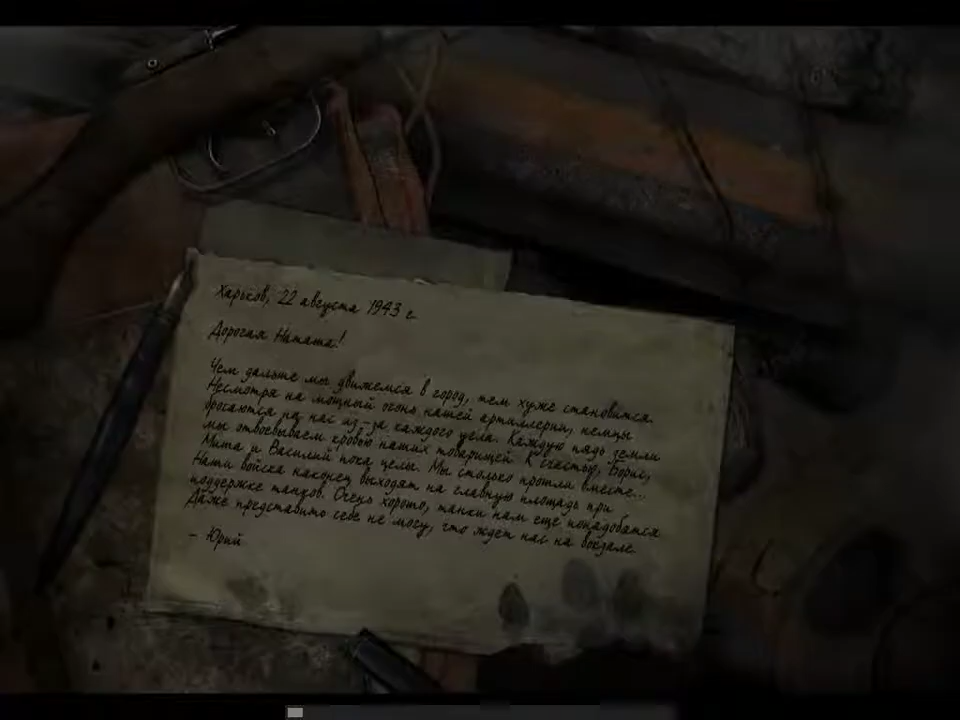 Харьков, 22 августа 1943 г.
Дорогая Наташа!
Чем дальше мы движемся в город, тем хуже становится.
Несмотря на мощный огонь нашей артиллерии, немцы
бросаются на нас из-за каждого угла. Каждую пядь земли
мы отвоевываем кровью наших товарищей. К счастью, Борис,
Миша и Василий пока целы. Мы столько прошли вместе...
Наши войска наконец выходят на главную площадь при
поддержке танков. Очень хорошо, танки нам еще понадобятся.
Даже представить себе не могу, что ждет нас на вокзале.
- Юрий